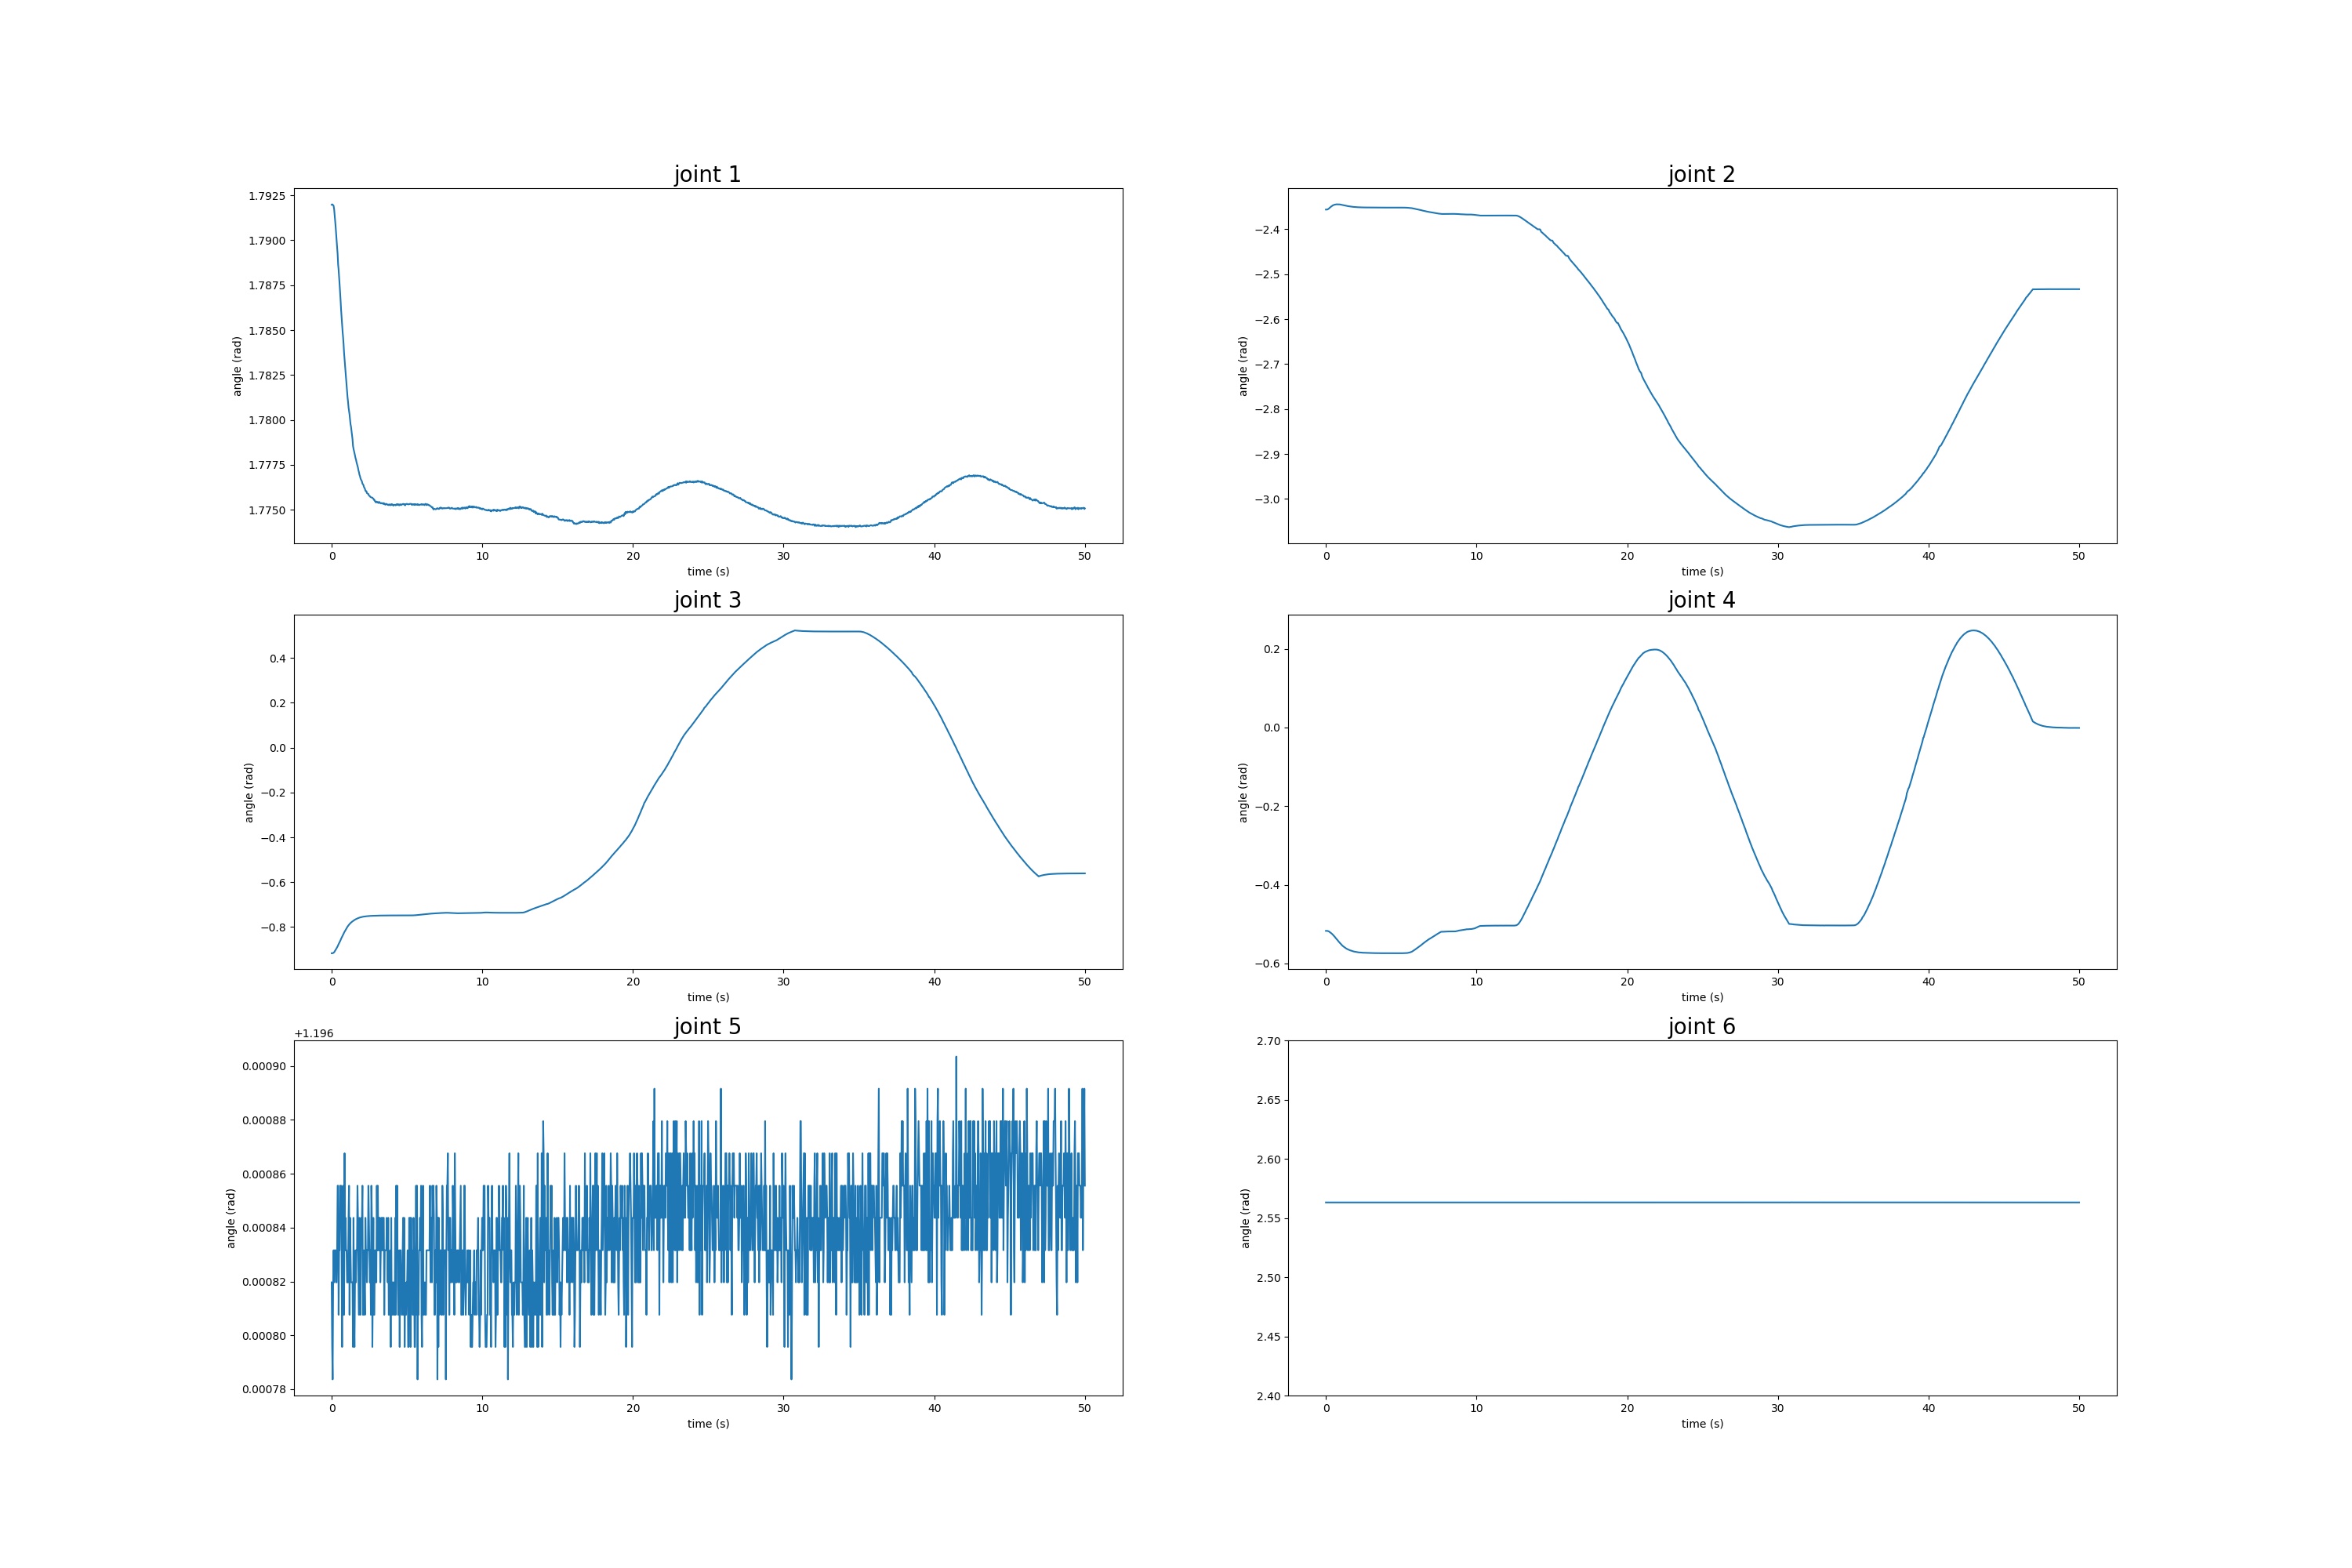 joint 1
1.7925
1.7900
1.7875
1.7850
1.7825
1.7800
1.7775
1.7750
angle (rad)
0 10 20 30 40 50
time (s)
joint 2
−2.4
−2.5
−2.6
−2.7
−2.8
−2.9
−3.0
angle (rad)
0 10 20 30 40 50
time (s)
joint 3
0.4
0.2
0.0
−0.2
−0.4
−0.6
−0.8
angle (rad)
0 10 20 30 40 50
time (s)
joint 4
0.2
0.0
−0.2
−0.4
−0.6
angle (rad)
0 10 20 30 40 50
time (s)
joint 5
+1.196
0.00090
0.00088
0.00086
0.00084
0.00082
0.00080
0.00078
angle (rad)
0 10 20 30 40 50
time (s)
joint 6
2.70
2.65
2.60
2.55
2.50
2.45
2.40
angle (rad)
0 10 20 30 40 50
time (s)